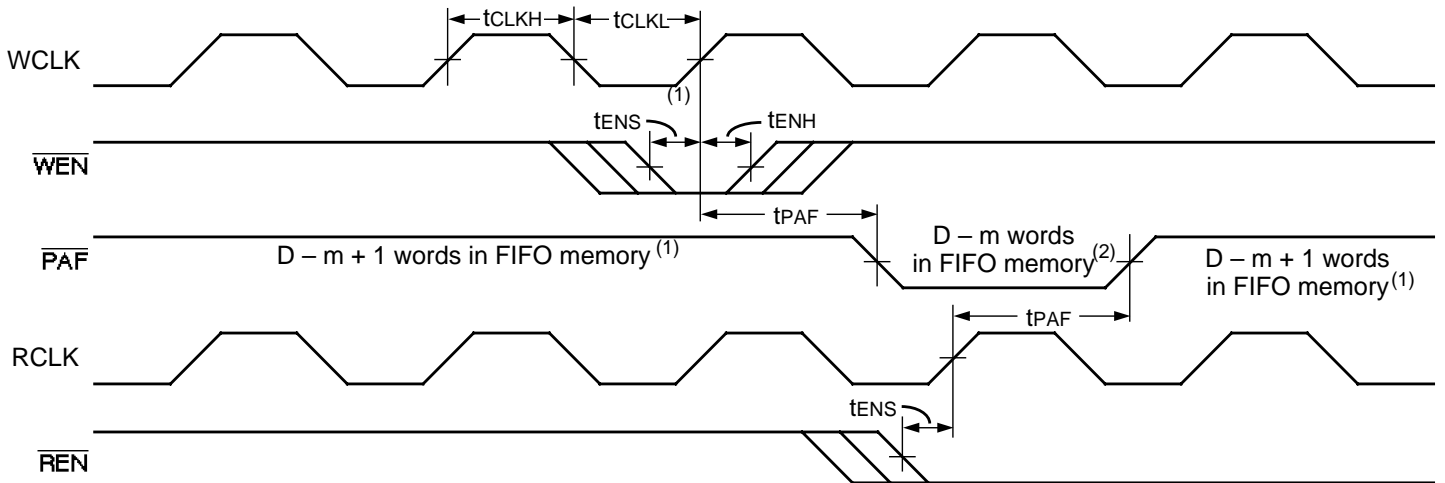 tCLKH tCLKL
WCLK
(1)
tENS tENH
WEN
tPAF
PAF
D – m + 1 words in FIFO memory (1)
D – m words
in FIFO memory(2)
D – m + 1 words
in FIFO memory(1)
tPAF
RCLK
tENS
REN